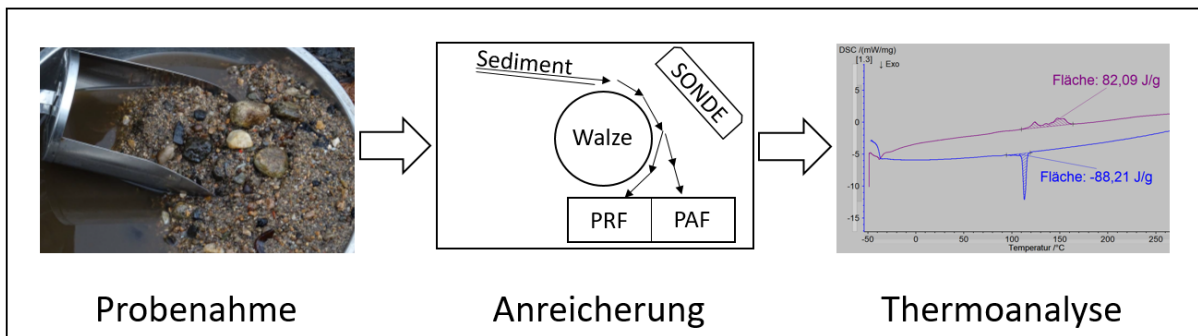 Sediment
SONDE
Walze
PRF
PAF
DSC /(mW/mg)
[1.3]
↓ Exo
Fläche: 82,09 J/g
Fläche: -88,21 J/g
5
0
-5
-10
-15
-50
0
50
100
150
200
250
Temperatur /°C
Probenahme
Anreicherung
Thermoanalyse